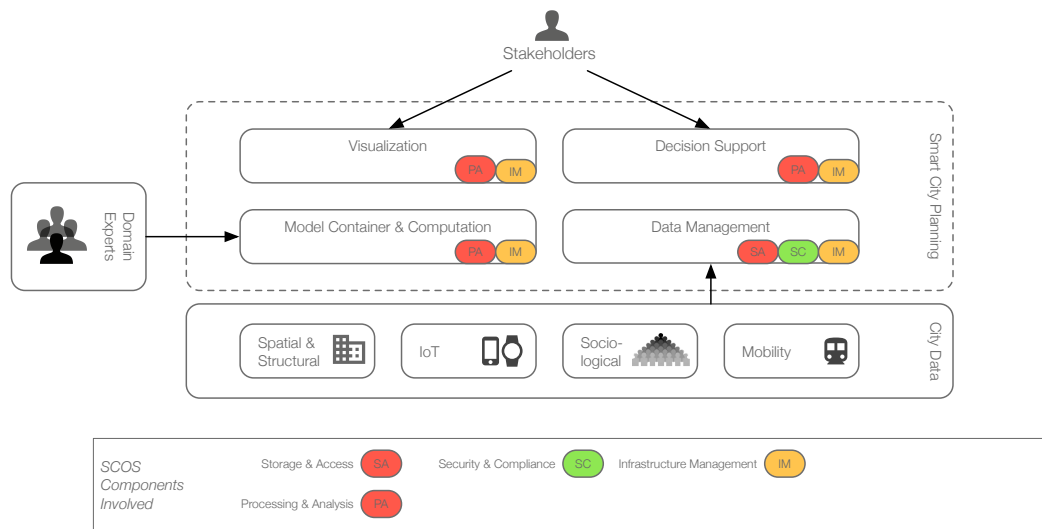 Stakeholders
Smart City Planning
Visualization
PA
IM
Decision Support
PA
IM
Domain
Experts
Model Container & Computation
PA
IM
Data Management
SA
SC
IM
City Data
Spatial &
Structural
IoT
Socio-
logical
Mobility
SCOS
Components
Involved
Storage & Access
SA
Security & Compliance
SC
Infrastructure Management
IM
Processing & Analysis
PA